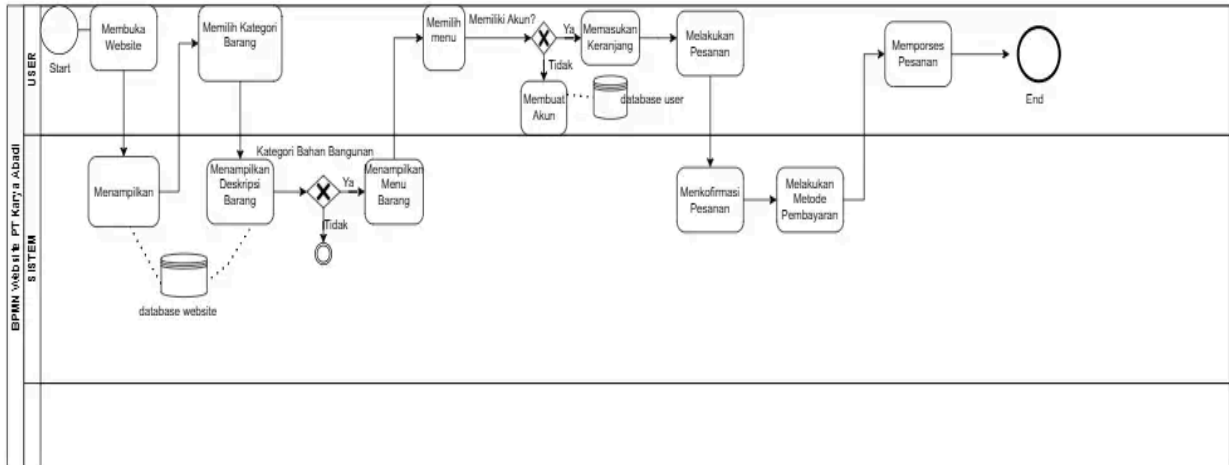 BPMN Website PT Karya Abadi
USER
Start
Membuka
Website
Memilih Kategori
Barang
Memilih
menu
Memiliki Akun?
Ya
Tidak
Memasukan
Keranjang
Membuat
Akun
database user
Melakukan
Pesanan
Memporses
Pesanan
End
SISTEM
Menampilkan
Menampilkan
Deskripsi
Barang
Kategori Bahan Bangunan
Ya
Tidak
Menampilkan
Menu
Barang
Menkofirmasi
Pesanan
Melakukan
Metode
Pembayaran
database website